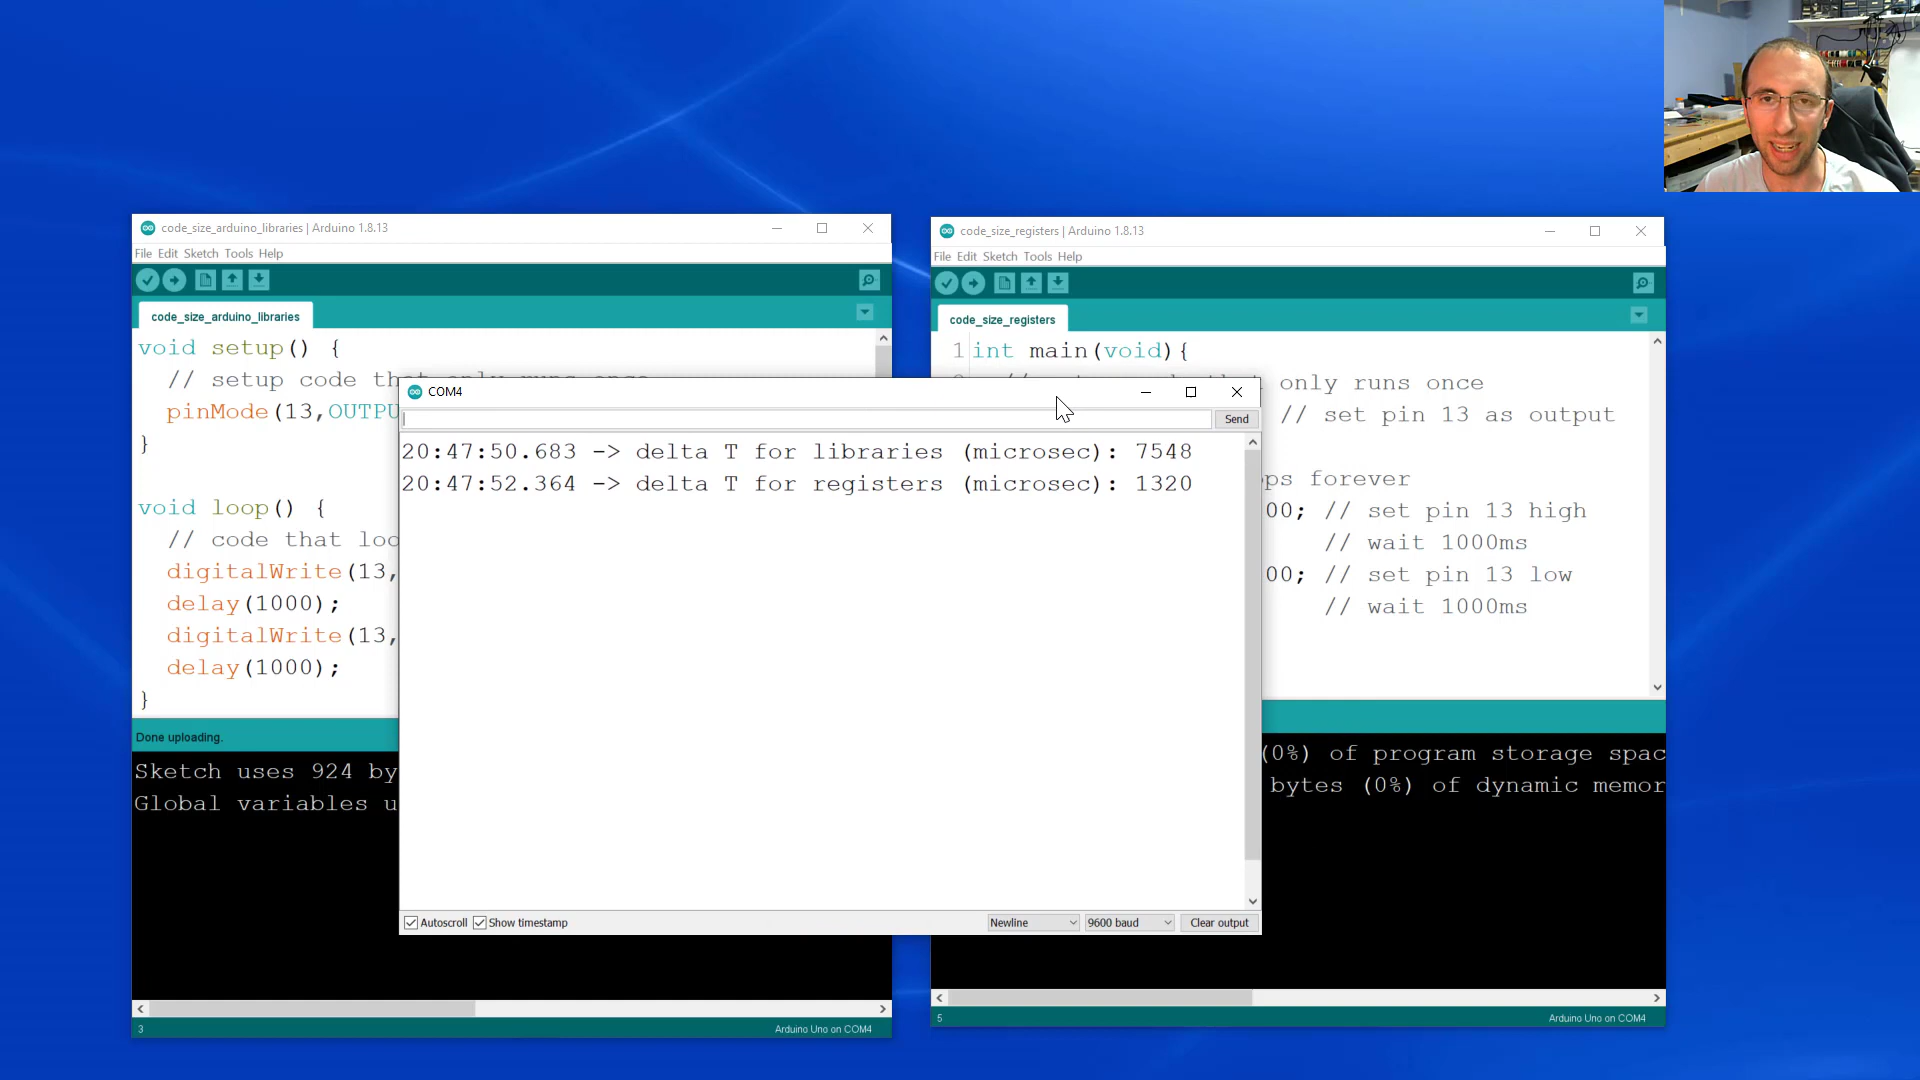 code_size_arduino_libraries | Arduino 1.8.13
File Edit Sketch Tools Help
code_size_arduino_libraries
void setup() {
// setup code that only runs once
pinMode(13,OUTPU
}
void loop() {
// code that loo
digitalWrite(13,
delay(1000);
digitalWrite(13,
delay(1000);
}
Done uploading.
Sketch uses 924 by
Global variables u
3
Arduino Uno on COM4
COM4
Send
20:47:50.683 -> delta T for libraries (microsec): 7548
20:47:52.364 -> delta T for registers (microsec): 1320
Autoscroll Show timestamp
Newline
9600 baud
Clear output
code_size_registers | Arduino 1.8.13
File Edit Sketch Tools Help
code_size_registers
1 int main(void){
only runs once
// set pin 13 as output
ps forever
00; // set pin 13 high
// wait 1000ms
00; // set pin 13 low
// wait 1000ms
(0%) of program storage spac
bytes (0%) of dynamic memor
5
Arduino Uno on COM4